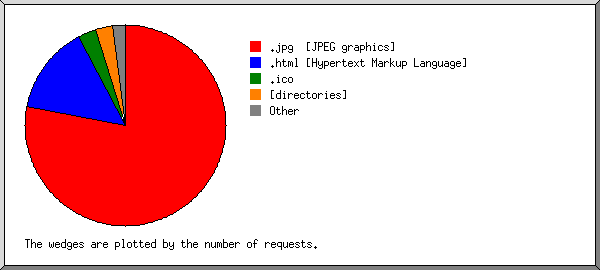 .jpg [JPEG graphics]
.html [Hypertext Markup Language]
.ico
[directories]
Other
The wedges are plotted by the number of requests.